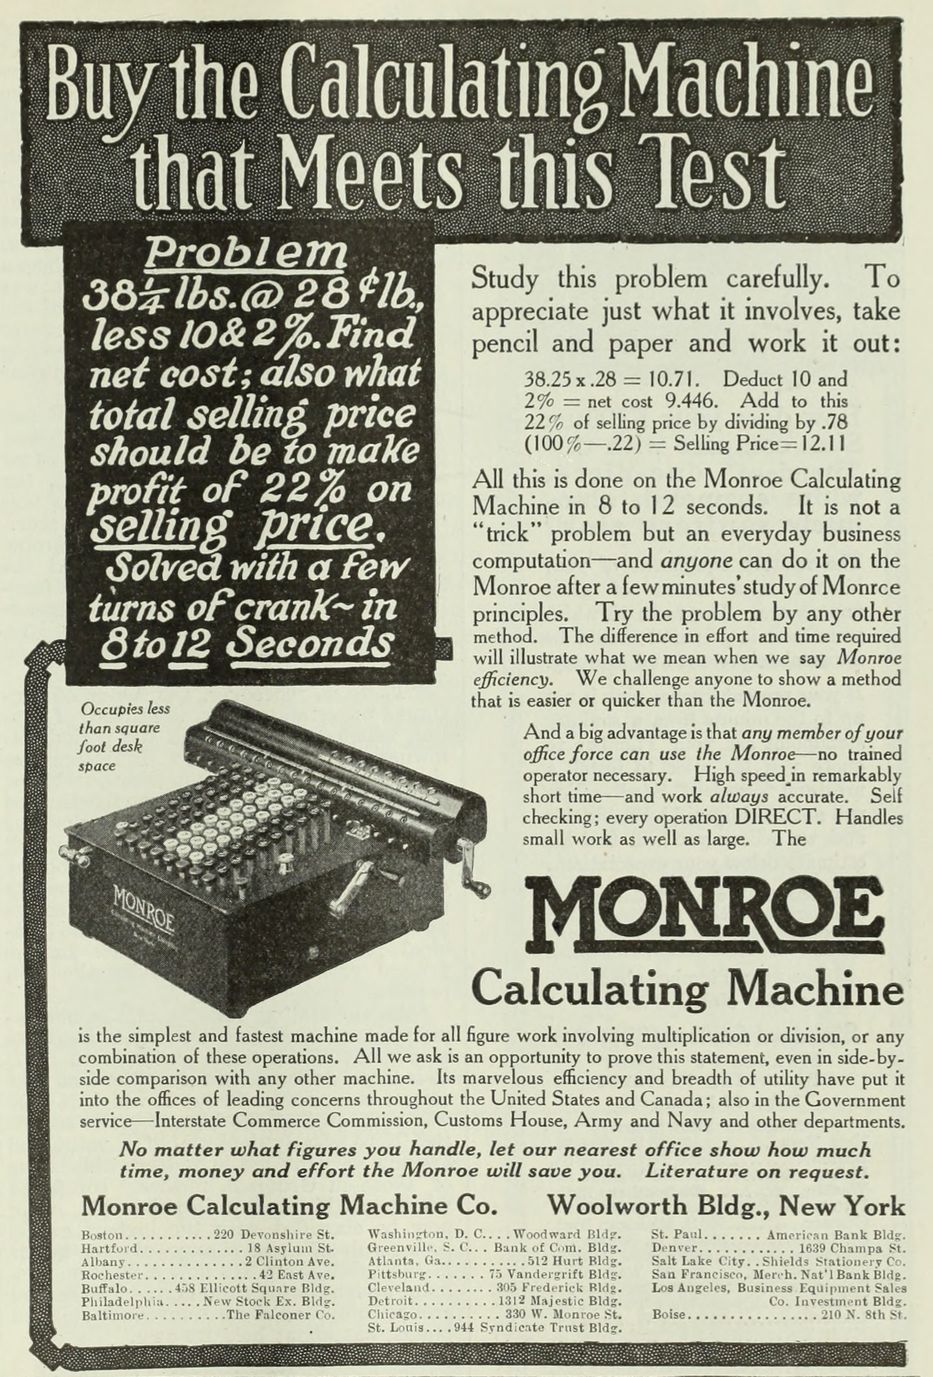 Buy the Calculating Machine
that Meets this Test
Problem
38¼ lbs. @ 28 ¢ lb.,
less 10 & 2%. Find
net cost; also what
total selling price
should be to make
profit of 22% on
selling price.
Solved with a few
turns of crank~in
8 to 12 Seconds
Study this problem carefully. To
appreciate just what it involves, take
pencil and paper and work it out:
38.25 x .28 = 10.71. Deduct 10 and
2% = net cost 9.446. Add to this
22% of selling price by dividing by .78
(100%—.22) = Selling Price=12.11
All this is done on the Monroe Calculating
Machine in 8 to 12 seconds. It is not a
"trick" problem but an everyday business
computation—and anyone can do it on the
Monroe after a few minutes' study of Monroe
principles. Try the problem by any other
method. The difference in effort and time required
will illustrate what we mean when we say Monroe
efficiency. We challenge anyone to show a method
that is easier or quicker than the Monroe.
Occupies less
than square
foot desk
space
And a big advantage is that any member of your
office force can use the Monroe—no trained
operator necessary. High speed in remarkably
short time—and work always accurate. Self
checking; every operation DIRECT. Handles
small work as well as large. The
MONROE
MONROE
Calculating Machine
is the simplest and fastest machine made for all figure work involving multiplication or division, or any
combination of these operations. All we ask is an opportunity to prove this statement, even in side-by-
side comparison with any other machine. Its marvelous efficiency and breadth of utility have put it
into the offices of leading concerns throughout the United States and Canada; also in the Government
service—Interstate Commerce Commission, Customs House, Army and Navy and other departments.
No matter what figures you handle, let our nearest office show how much
time, money and effort the Monroe will save you. Literature on request.
Monroe Calculating Machine Co. Woolworth Bldg., New York
Boston...........220 Devonshire St.
Hartford.............18 Asylum St.
Albany..............2 Clinton Ave.
Rochester.............42 East Ave.
Buffalo......458 Ellicott Square Bldg.
Philadelphia.....New Stock Ex. Bldg.
Baltimore..........The Falconer Co.
Washington, D. C....Woodward Bldg.
Greenville, S. C... Bank of Com. Bldg.
Atlanta, Ga..........512 Hurt Bldg.
Pittsburg.......75 Vandergrift Bldg.
Cleveland........305 Frederick Bldg.
Detroit..........1312 Majestic Bldg.
Chicago..........330 W. Monroe St.
St. Louis....944 Syndicate Trust Bldg.
St. Paul.......American Bank Bldg.
Denver...........1639 Champa St.
Salt Lake City..Shields Stationery Co.
San Francisco, Merch. Nat'l Bank Bldg.
Los Angeles, Business Equipment Sales
Co. Investment Bldg.
Boise................210 N. 8th St.